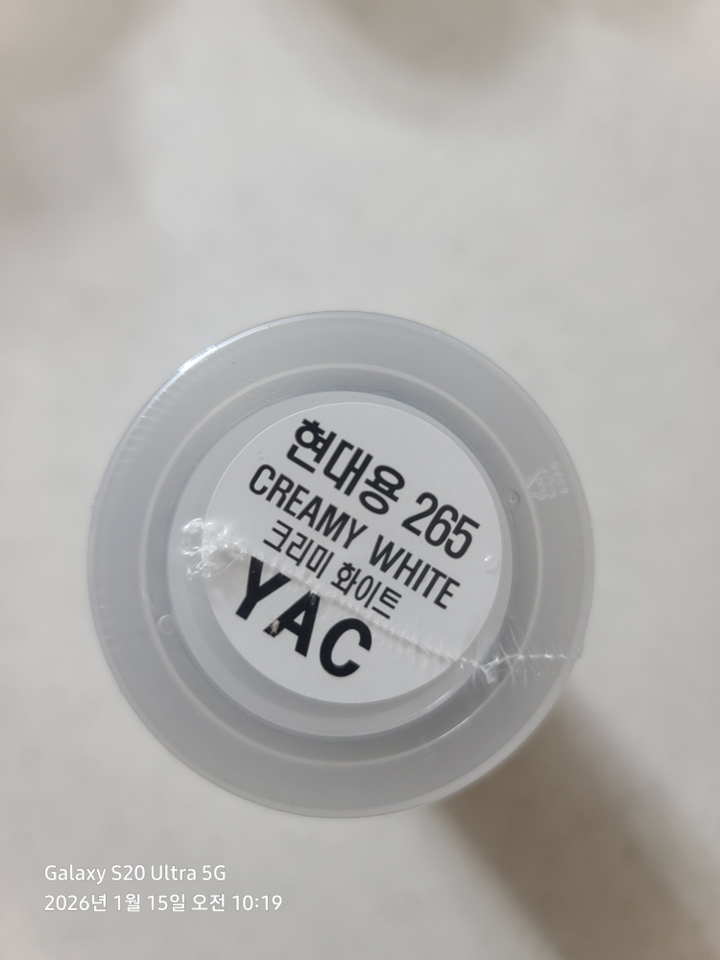 현대용 265
CREAMY WHITE
크리미 화이트
YAC
Galaxy S20 Ultra 5G
2026년 1월 15일 오전 10:19